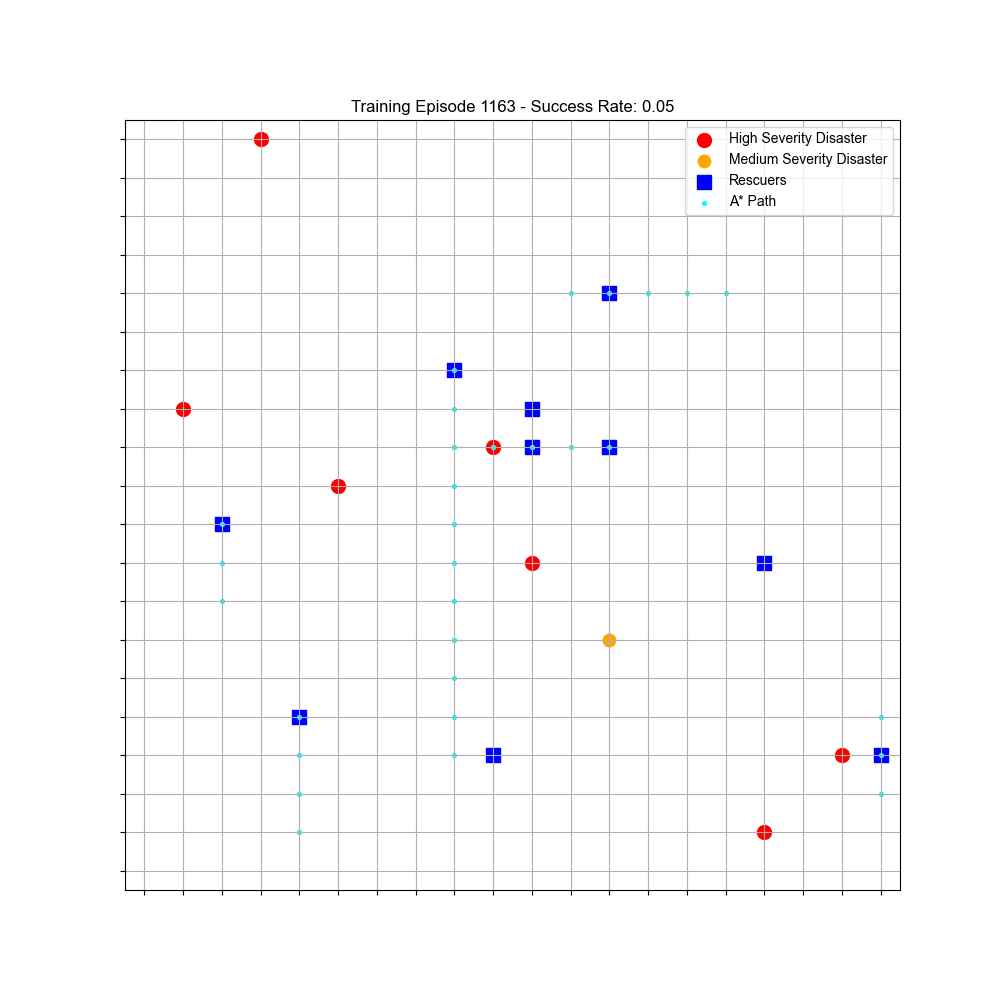 Training Episode 1163 - Success Rate: 0.05
High Severity Disaster
Medium Severity Disaster
Rescuers
A* Path